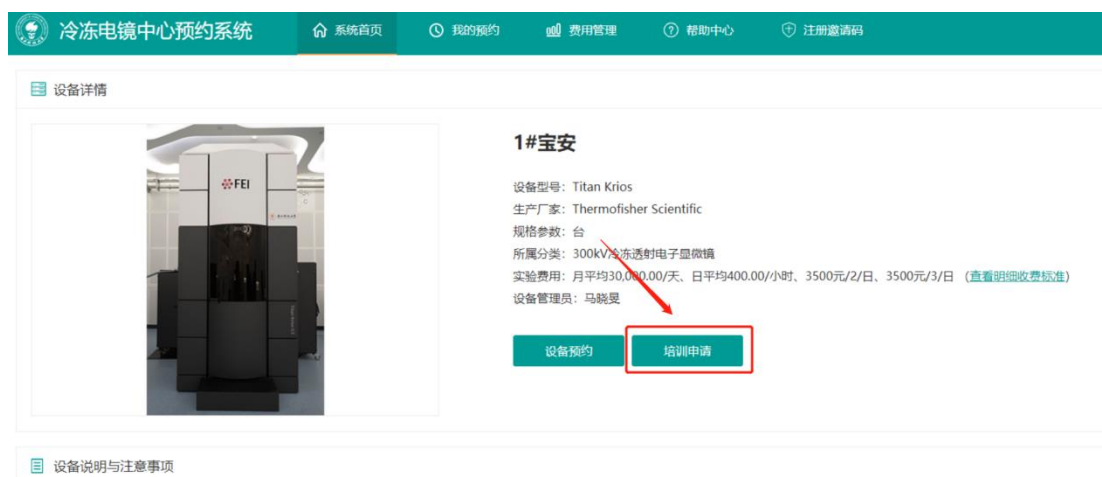 冷冻电镜中心预约系统
系统首页
我的预约
费用管理
帮助中心
注册邀请码
设备详情
FEI
1#宝安
设备型号：Titan Krios
生产厂家：Thermofisher Scientific
规格参数：台
所属分类：300kV冷冻透射电子显微镜
实验费用：月平均30,000.00/天、日平均400.00/小时、3500元/2/日、3500元/3/日 （查看明细收费标准）
设备管理员：马晓旻
设备预约
培训申请
设备说明与注意事项